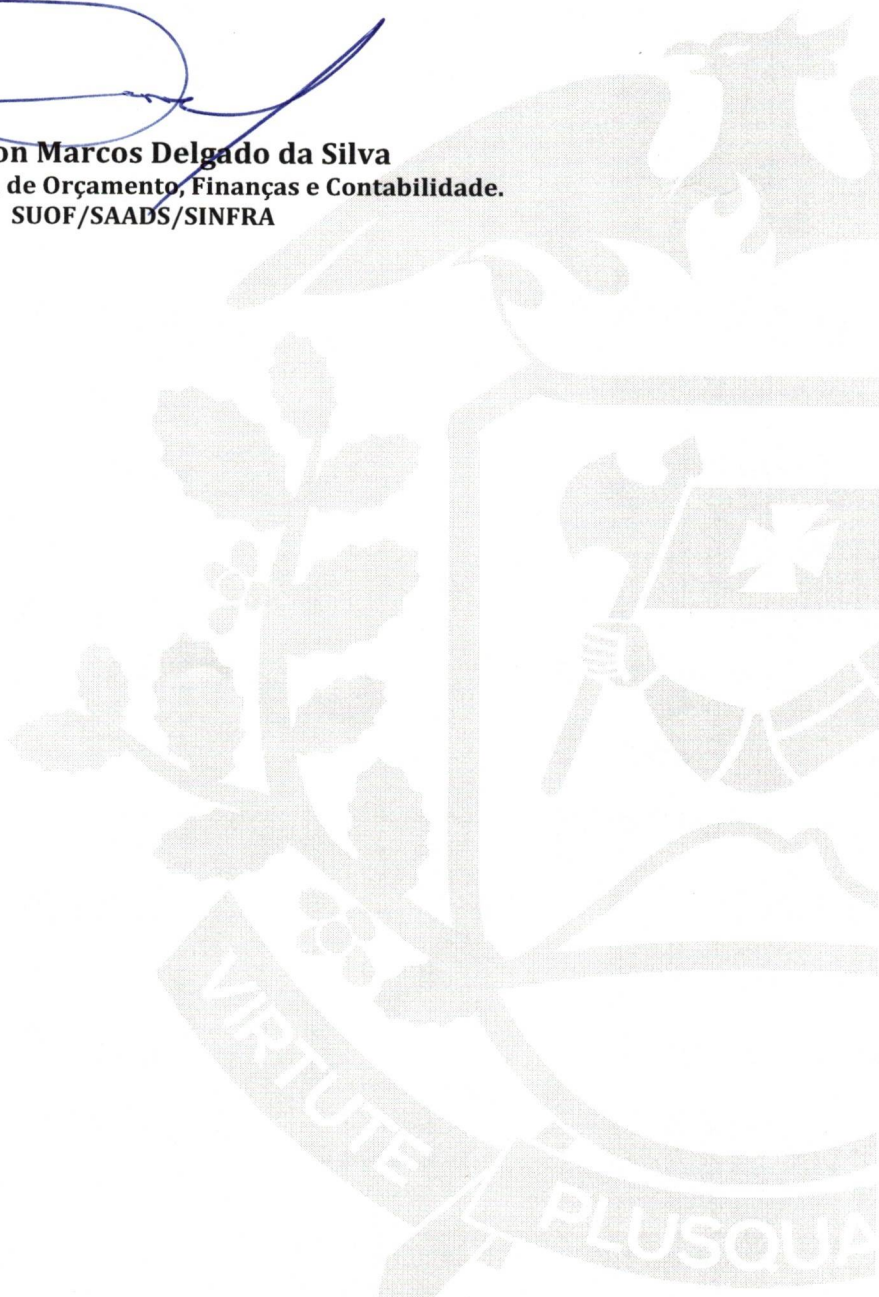 on Marcos Delgado da Silva
de Orçamento, Finanças e Contabilidade.
SUOF/SAADS/SINFRA
VIRTUTE
PLUSQUA